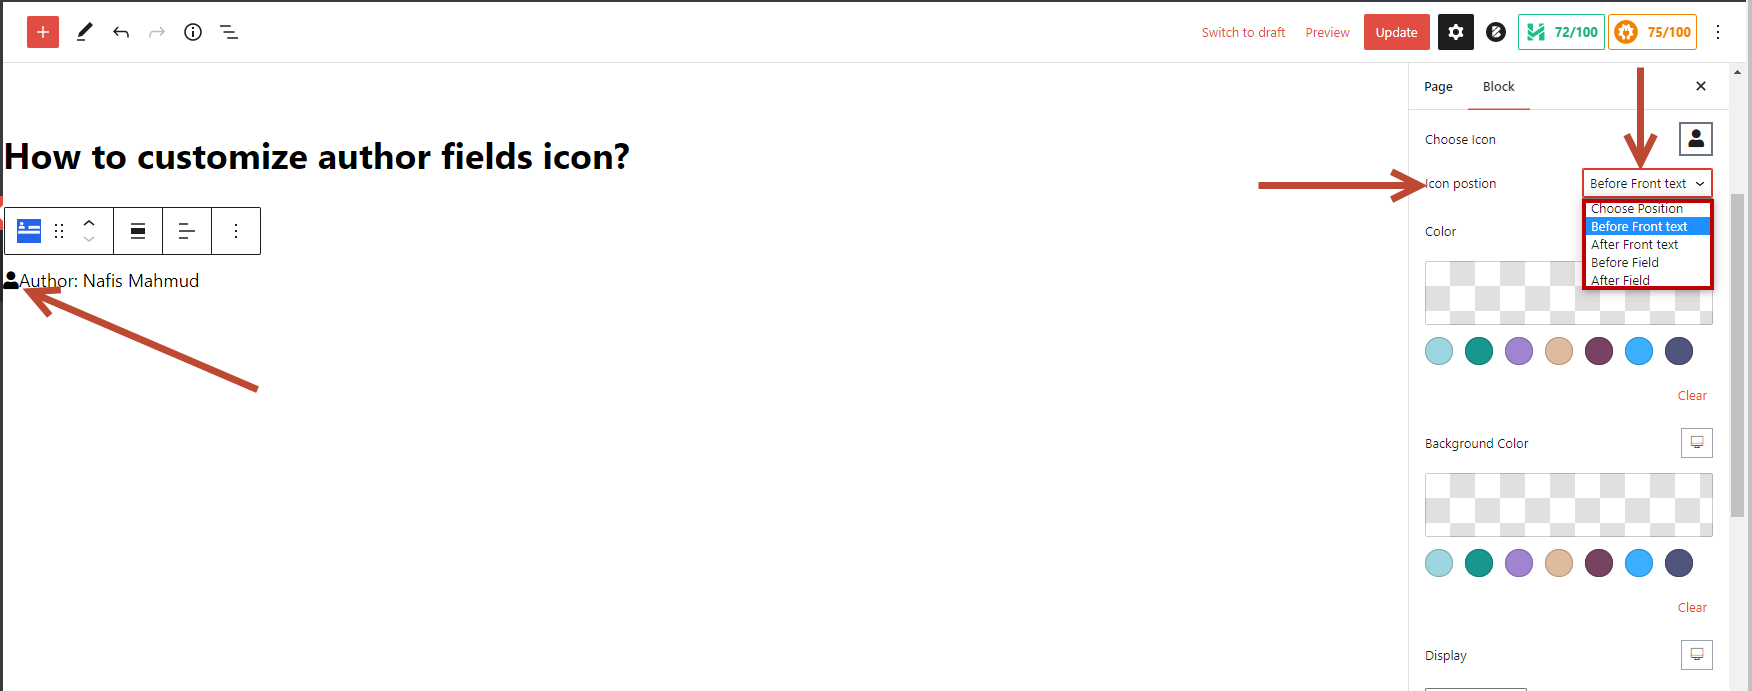 Switch to draft
Preview
Update
72/100
75/100
Page
Block
How to customize author fields icon?
Author: Nafis Mahmud
Choose Icon
Icon postion
Before Front text
Choose Position
Before Front text
After Front text
Before Field
After Field
Color
Clear
Background Color
Clear
Display